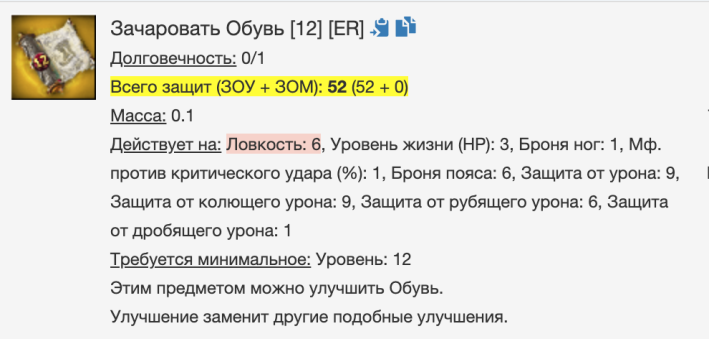 Зачаровать Обувь [12] [ER]
Долговечность: 0/1
Всего защит (ЗОУ + ЗОМ): 52 (52 + 0)
Масса: 0.1
Действует на: Ловкость: 6, Уровень жизни (HP): 3, Броня ног: 1, Мф.
против критического удара (%): 1, Броня пояса: 6, Защита от урона: 9,
Защита от колющего урона: 9, Защита от рубящего урона: 6, Защита
от дробящего урона: 1
Требуется минимальное: Уровень: 12
Этим предметом можно улучшить Обувь.
Улучшение заменит другие подобные улучшения.
12